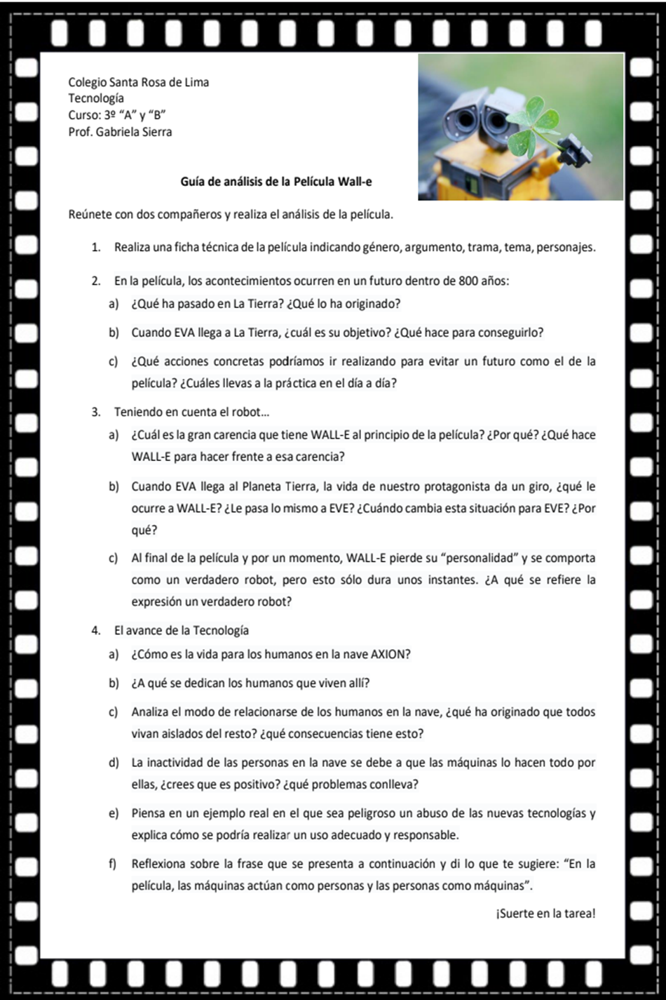 Colegio Santa Rosa de Lima
Tecnología
Curso: 3º “A” y “B”
Prof. Gabriela Sierra
Guía de análisis de la Película Wall-e
Reúnete con dos compañeros y realiza el análisis de la película.
1. Realiza una ficha técnica de la película indicando género, argumento, trama, tema, personajes.
2. En la película, los acontecimientos ocurren en un futuro dentro de 800 años:
a) ¿Qué ha pasado en La Tierra? ¿Qué lo ha originado?
b) Cuando EVA llega a La Tierra, ¿cuál es su objetivo? ¿Qué hace para conseguirlo?
c) ¿Qué acciones concretas podríamos ir realizando para evitar un futuro como el de la
película? ¿Cuáles llevas a la práctica en el día a día?
3. Teniendo en cuenta el robot...
a) ¿Cuál es la gran carencia que tiene WALL-E al principio de la película? ¿Por qué? ¿Qué hace
WALL-E para hacer frente a esa carencia?
b) Cuando EVA llega al Planeta Tierra, la vida de nuestro protagonista da un giro, ¿qué le
ocurre a WALL-E? ¿Le pasa lo mismo a EVE? ¿Cuándo cambia esta situación para EVE? ¿Por
qué?
c) Al final de la película y por un momento, WALL-E pierde su “personalidad” y se comporta
como un verdadero robot, pero esto sólo dura unos instantes. ¿A qué se refiere la
expresión un verdadero robot?
4. El avance de la Tecnología
a) ¿Cómo es la vida para los humanos en la nave AXION?
b) ¿A qué se dedican los humanos que viven allí?
c) Analiza el modo de relacionarse de los humanos en la nave, ¿qué ha originado que todos
vivan aislados del resto? ¿qué consecuencias tiene esto?
d) La inactividad de las personas en la nave se debe a que las máquinas lo hacen todo por
ellas, ¿crees que es positivo? ¿qué problemas conlleva?
e) Piensa en un ejemplo real en el que sea peligroso un abuso de las nuevas tecnologías y
explica cómo se podría realizar un uso adecuado y responsable.
f) Reflexiona sobre la frase que se presenta a continuación y di lo que te sugiere: “En la
película, las máquinas actúan como personas y las personas como máquinas”.
¡Suerte en la tarea!